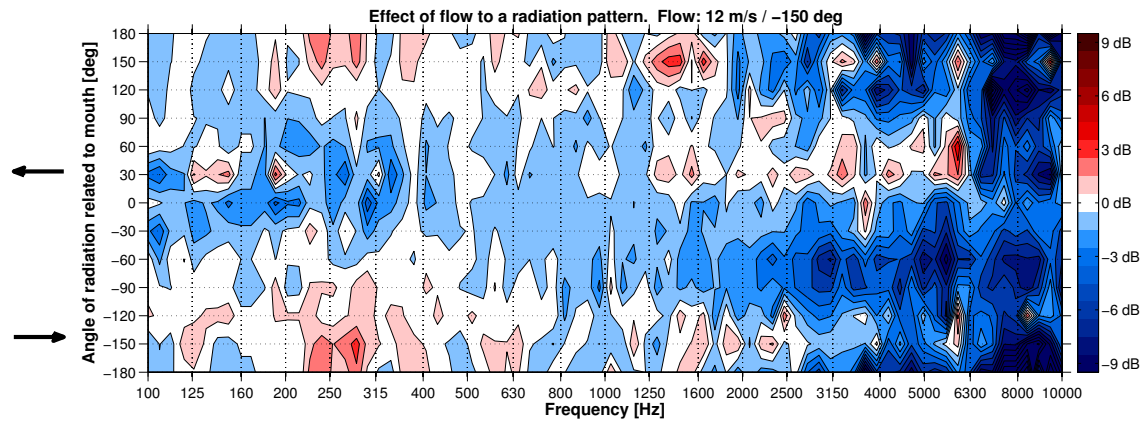 Effect of flow to a radiation pattern. Flow: 12 m/s / −150 deg
Angle of radiation related to mouth [deg]
180
150
120
90
60
30
0
−30
−60
−90
−120
−150
−180
100 125 160 200 250 315 400 500 630 800 1000 1250 1600 2000 2500 3150 4000 5000 6300 8000 10000
Frequency [Hz]
9 dB
6 dB
3 dB
0 dB
−3 dB
−6 dB
−9 dB